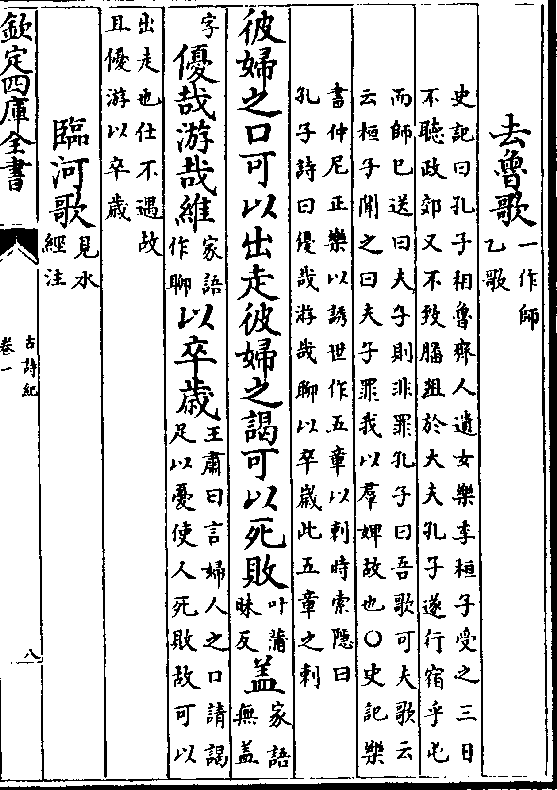 去魯歌一作師乙歌
史記曰孔子相魯齊人遺女樂季桓子受之三日
不聽政郊又不致膰俎於大夫孔子遂行宿乎屯
而師已送曰夫子則非罪孔子曰吾歌可夫歌云
云桓子聞之曰夫子罪我以羣婢故也〇史記樂
書仲尼正樂以誘世作五章以刺時索隱曰
孔子詩曰優哉游哉聊以卒嵗此五章之刺
彼婦之口可以出走彼婦之謁可以死敗叶蒲昧反葢家語無葢
字優哉游哉維家語作聊以卒歲王肅曰言婦人之口請謁足以憂使人死敗故可以
出走也仕不遇故且優游以卒歲
臨河歌見水經注
欽定四庫全書
古詩紀
卷一
八